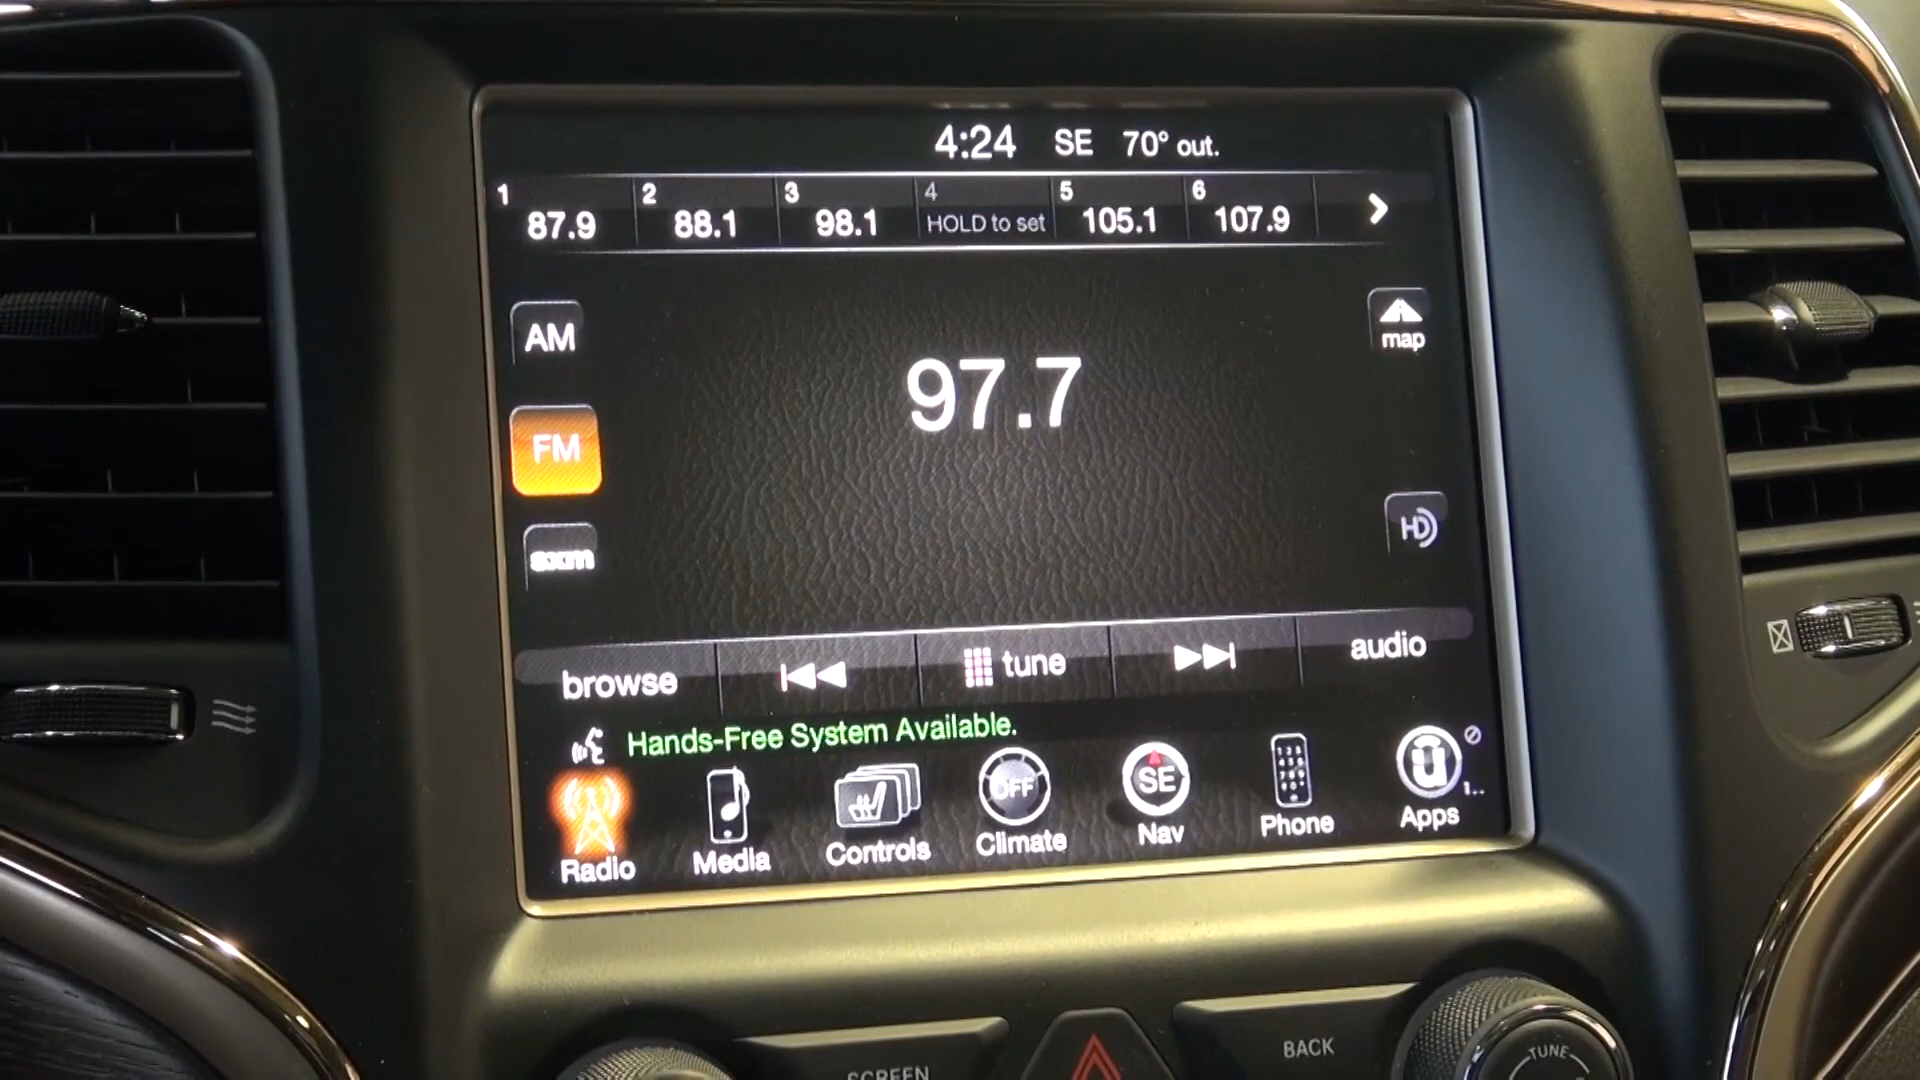 4:24 SE 70° out.
1 2 3 4 5 6
87.9 88.1 98.1 HOLD to set 105.1 107.9
AM
map
97.7
FM
HD
sxm
browse tune audio
Hands-Free System Available.
OFF SE
Radio Media Controls Climate Nav Phone Apps
1..
SCREEN BACK TUNE